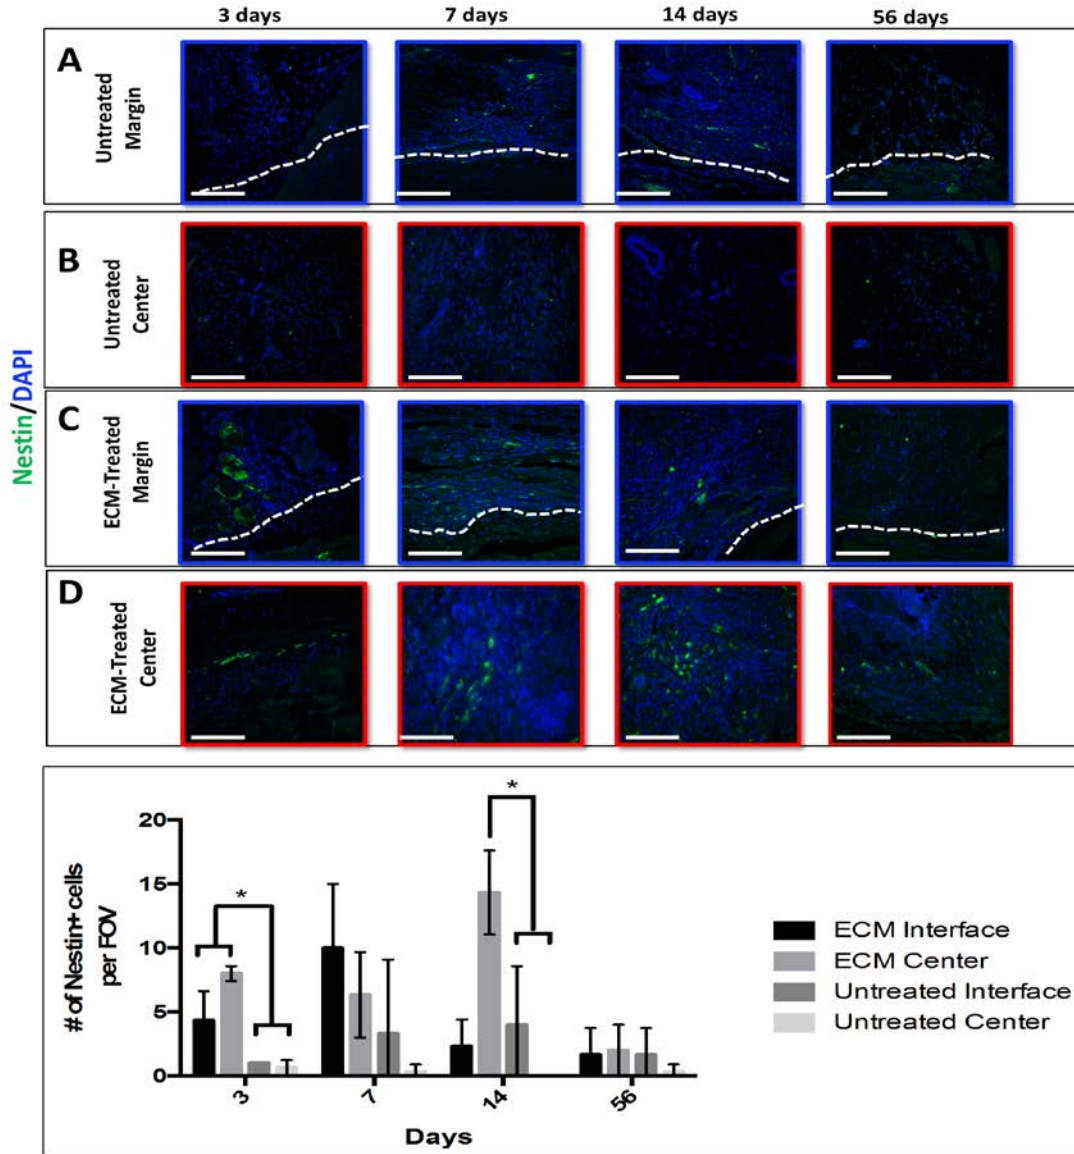 3 days 7 days 14 days 56 days
A
Untreated
Margin
B
Untreated
Center
Nestin/DAPI
C
ECM-Treated
Margin
D
ECM-Treated
Center
# of Nestin+ cells
per FOV
20
15
10
5
0
*
*
3 7 14 56
Days
ECM Interface
ECM Center
Untreated Interface
Untreated Center